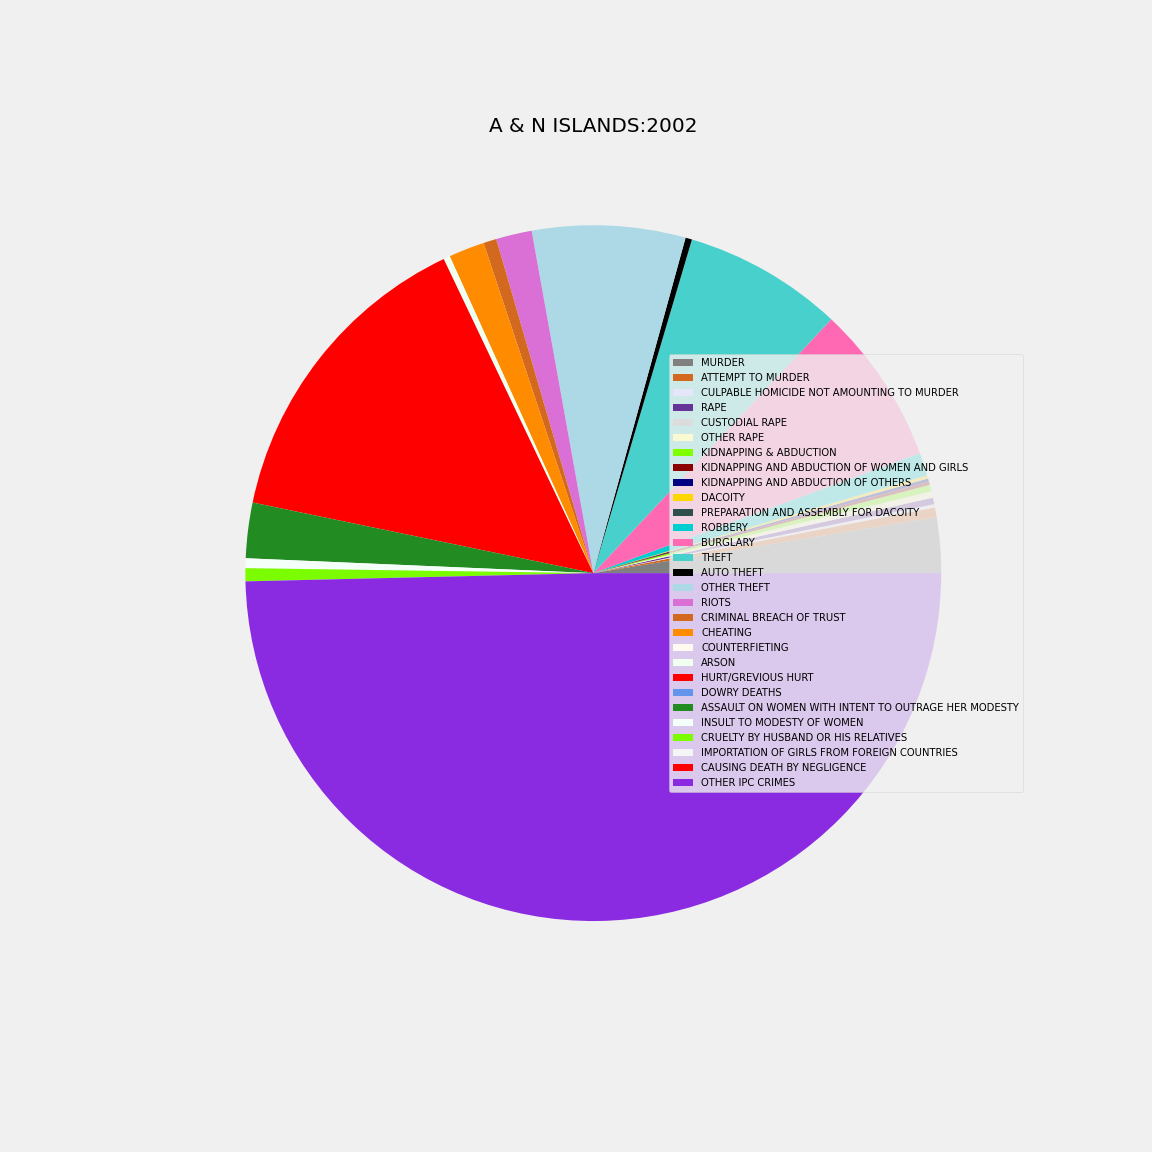 A & N ISLANDS:2002
MURDER
ATTEMPT TO MURDER
CULPABLE HOMICIDE NOT AMOUNTING TO MURDER
RAPE
CUSTODIAL RAPE
OTHER RAPE
KIDNAPPING & ABDUCTION
KIDNAPPING AND ABDUCTION OF WOMEN AND GIRLS
KIDNAPPING AND ABDUCTION OF OTHERS
DACOITY
PREPARATION AND ASSEMBLY FOR DACOITY
ROBBERY
BURGLARY
THEFT
AUTO THEFT
OTHER THEFT
RIOTS
CRIMINAL BREACH OF TRUST
CHEATING
COUNTERFIETING
ARSON
HURT/GREVIOUS HURT
DOWRY DEATHS
ASSAULT ON WOMEN WITH INTENT TO OUTRAGE HER MODESTY
INSULT TO MODESTY OF WOMEN
CRUELTY BY HUSBAND OR HIS RELATIVES
IMPORTATION OF GIRLS FROM FOREIGN COUNTRIES
CAUSING DEATH BY NEGLIGENCE
OTHER IPC CRIMES